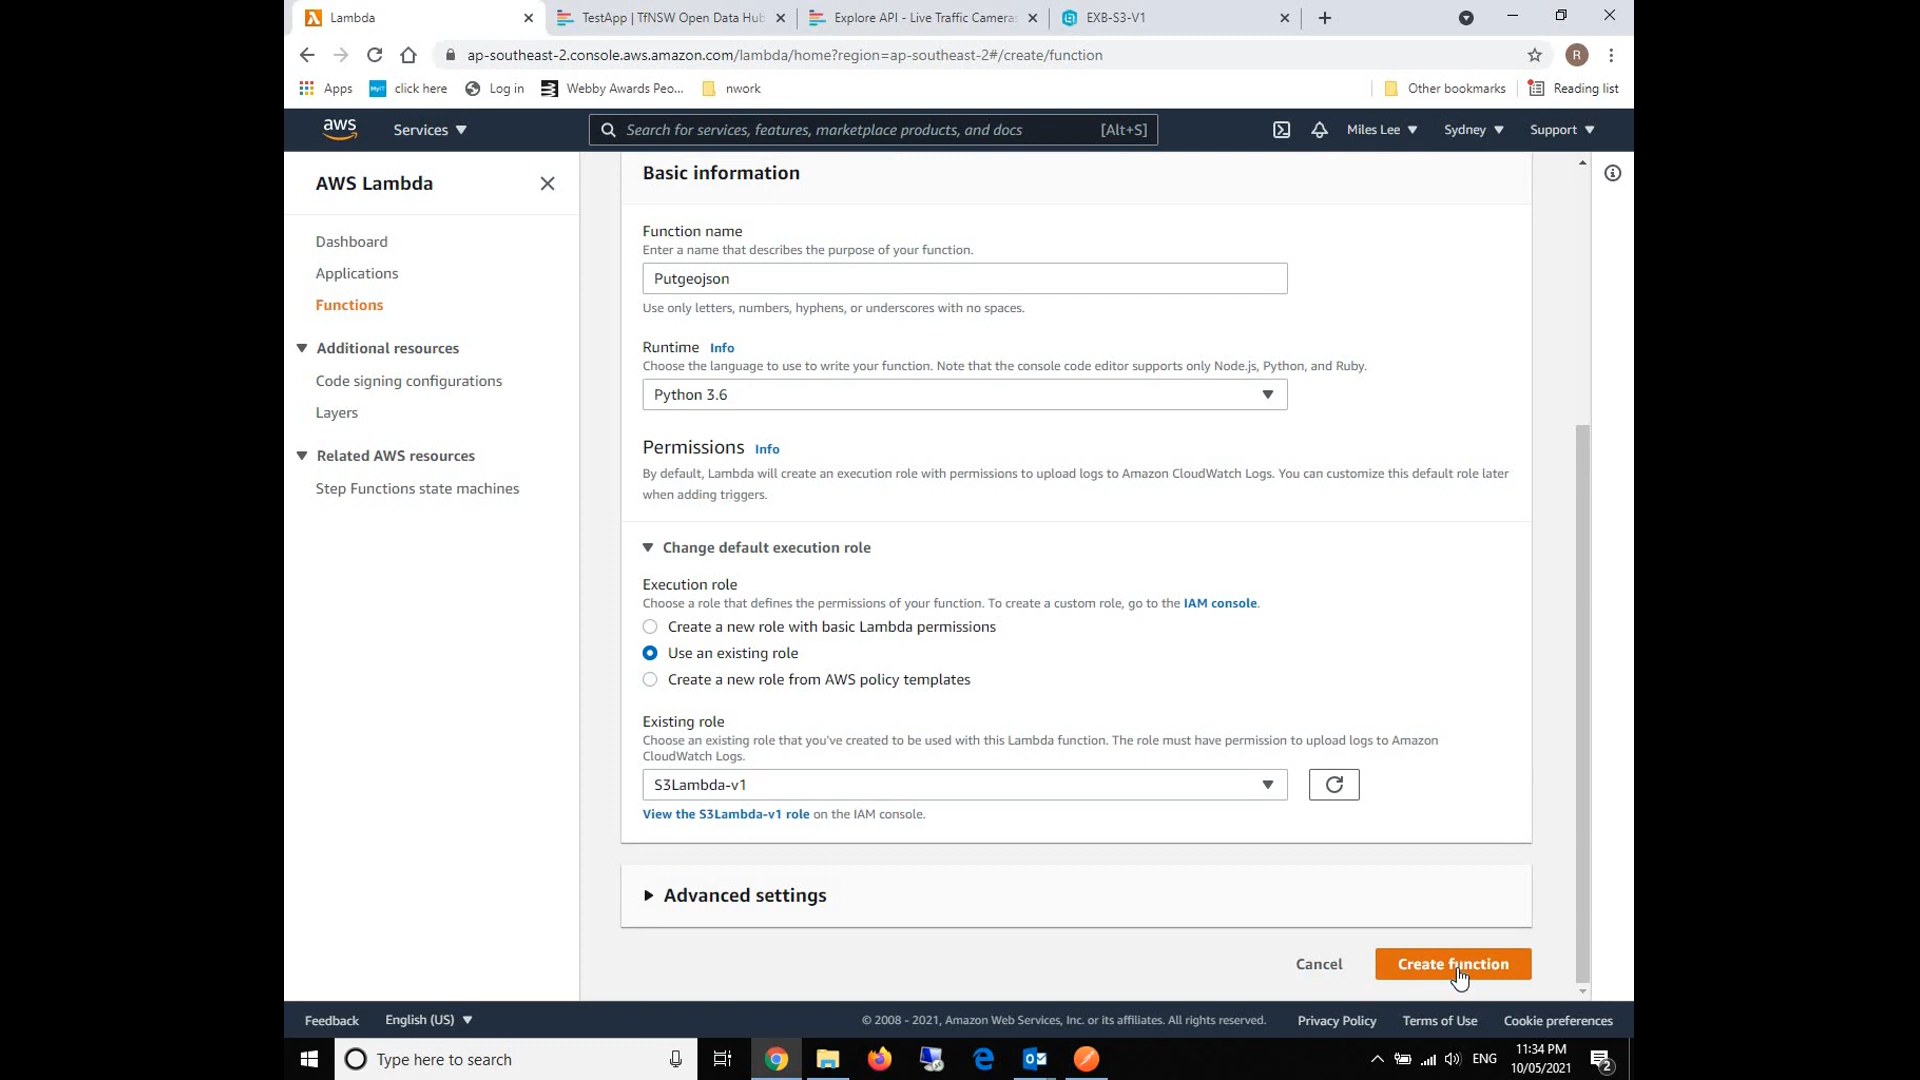 Lambda
TestApp | TfNSW Open Data Hub
Explore API - Live Traffic Cameras
EXB-S3-V1
ap-southeast-2.console.aws.amazon.com/lambda/home?region=ap-southeast-2#/create/function
R
Apps
MyIT
click here
Log in
Webby Awards Peo...
nwork
Other bookmarks
Reading list
aws
Services
Search for services, features, marketplace products, and docs
[Alt+S]
Miles Lee
Sydney
Support
AWS Lambda
Dashboard
Applications
Functions
Additional resources
Code signing configurations
Layers
Related AWS resources
Step Functions state machines
Basic information
Function name
Enter a name that describes the purpose of your function.
Putgeojson
Use only letters, numbers, hyphens, or underscores with no spaces.
Runtime Info
Choose the language to use to write your function. Note that the console code editor supports only Node.js, Python, and Ruby.
Python 3.6
Permissions Info
By default, Lambda will create an execution role with permissions to upload logs to Amazon CloudWatch Logs. You can customize this default role later
when adding triggers.
Change default execution role
Execution role
Choose a role that defines the permissions of your function. To create a custom role, go to the IAM console.
Create a new role with basic Lambda permissions
Use an existing role
Create a new role from AWS policy templates
Existing role
Choose an existing role that you've created to be used with this Lambda function. The role must have permission to upload logs to Amazon
CloudWatch Logs.
S3Lambda-v1
View the S3Lambda-v1 role on the IAM console.
Advanced settings
Cancel
Create function
Feedback
English (US)
© 2008 - 2021, Amazon Web Services, Inc. or its affiliates. All rights reserved.
Privacy Policy
Terms of Use
Cookie preferences
Type here to search
ENG
11:34 PM
10/05/2021
2